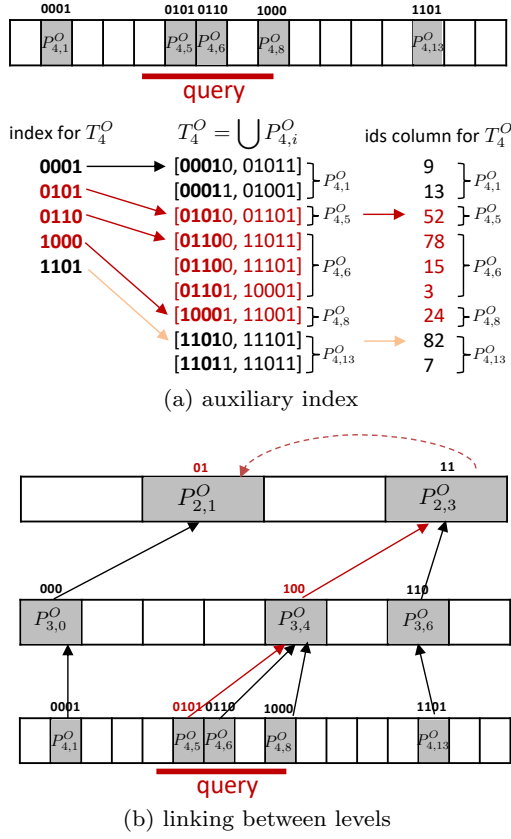 0001 0101 0110 1000 1101
P^O_{4,1} P^O_{4,5} P^O_{4,6} P^O_{4,8} P^O_{4,13}
query
index for T^O_4 T^O_4 = ⋃ P^O_{4,i} ids column for T^O_4
0001 [00010, 01011] 9
P^O_{4,1} P^O_{4,1}
0101 [00011, 01001] 13
0110 [01010, 01101] P^O_{4,5} 52 P^O_{4,5}
1000 [01100, 11011] 78
1101 [01100, 11101] P^O_{4,6} 15 P^O_{4,6}
[01101, 10001] 3
[10001, 11001] P^O_{4,8} 24 P^O_{4,8}
[11010, 11101] 82
P^O_{4,13} P^O_{4,13}
[11011, 11011] 7
(a) auxiliary index
01 11
P^O_{2,1} P^O_{2,3}
000 100 110
P^O_{3,0} P^O_{3,4} P^O_{3,6}
0001 0101 0110 1000 1101
P^O_{4,1} P^O_{4,5} P^O_{4,6} P^O_{4,8} P^O_{4,13}
query
(b) linking between levels